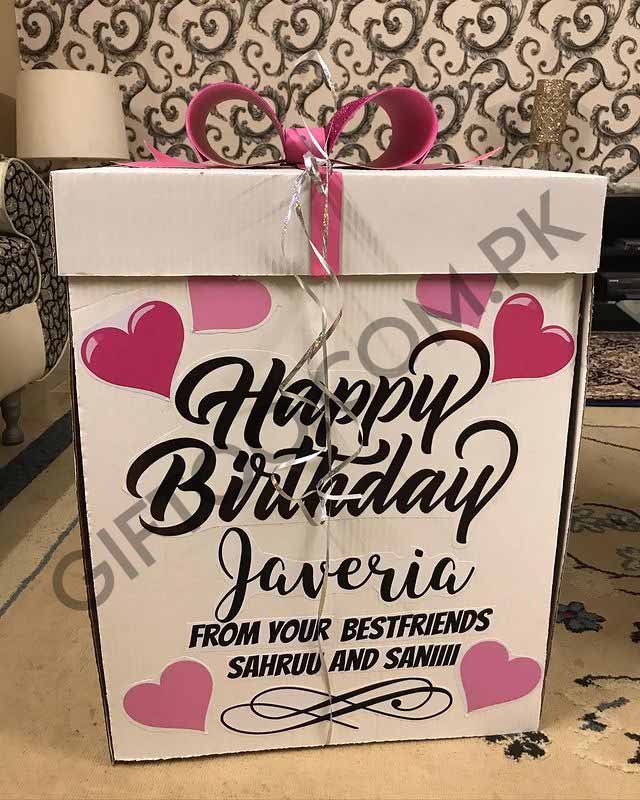 Happy
Birthday
Javeria
FROM YOUR BESTFRIENDS
SAHRUU AND SANIIII